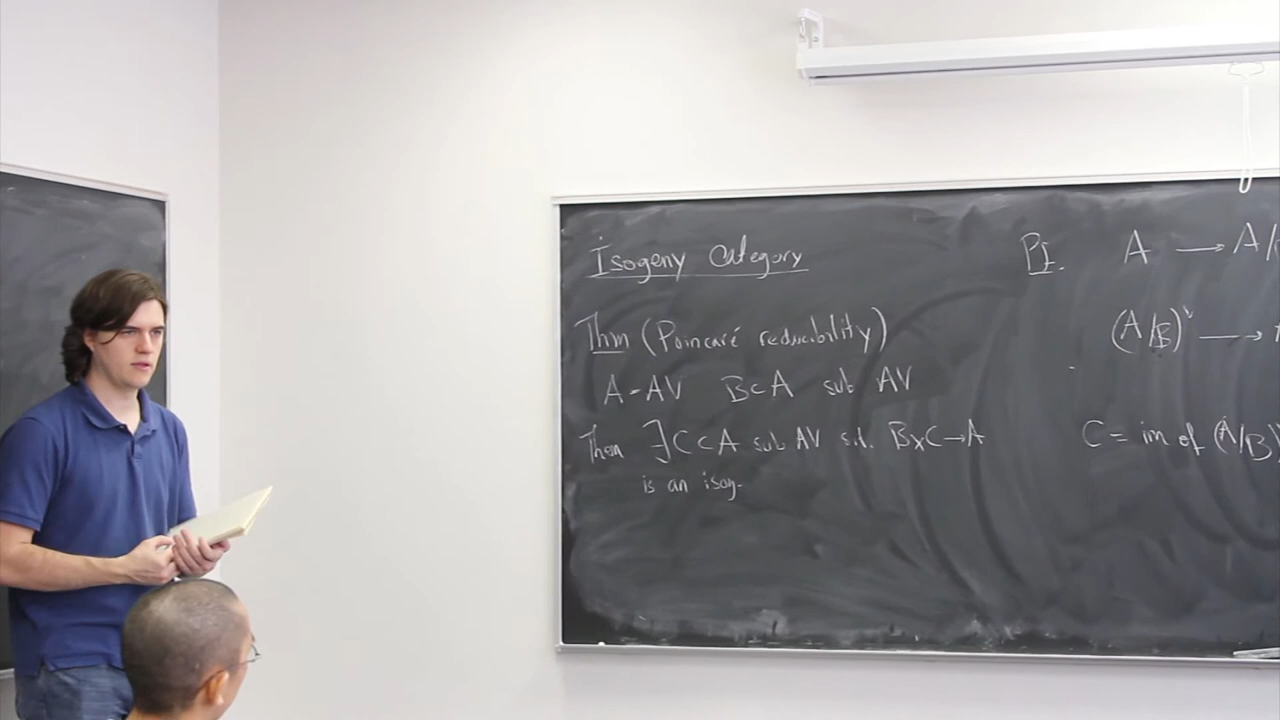 Isogeny Category
Thm (Poincaré reducibility)
A = AV B ⊂ A sub AV
Then ∃ C ⊂ A sub AV s.t. B × C → A
is an isog.
Pf. A → A/
(A/B)^∨ →
C = im of (A/B)